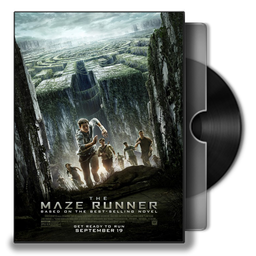 THE
MAZE RUNNER
BASED ON THE BEST-SELLING NOVEL
GET READY TO RUN
SEPTEMBER 19